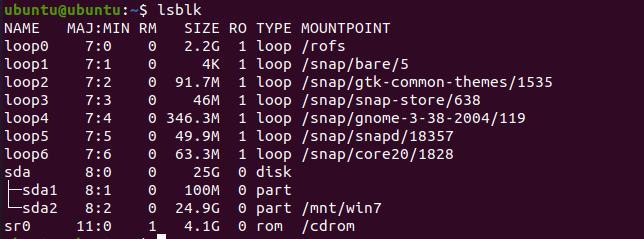 ubuntu@ubuntu:~$ lsblk
NAME   MAJ:MIN RM   SIZE RO TYPE MOUNTPOINT
loop0    7:0    0   2.2G  1 loop /rofs
loop1    7:1    0     4K  1 loop /snap/bare/5
loop2    7:2    0  91.7M  1 loop /snap/gtk-common-themes/1535
loop3    7:3    0    46M  1 loop /snap/snap-store/638
loop4    7:4    0 346.3M  1 loop /snap/gnome-3-38-2004/119
loop5    7:5    0  49.9M  1 loop /snap/snapd/18357
loop6    7:6    0  63.3M  1 loop /snap/core20/1828
sda      8:0    0    25G  0 disk
├─sda1   8:1    0   100M  0 part
└─sda2   8:2    0  24.9G  0 part /mnt/win7
sr0     11:0    1   4.1G  0 rom  /cdrom